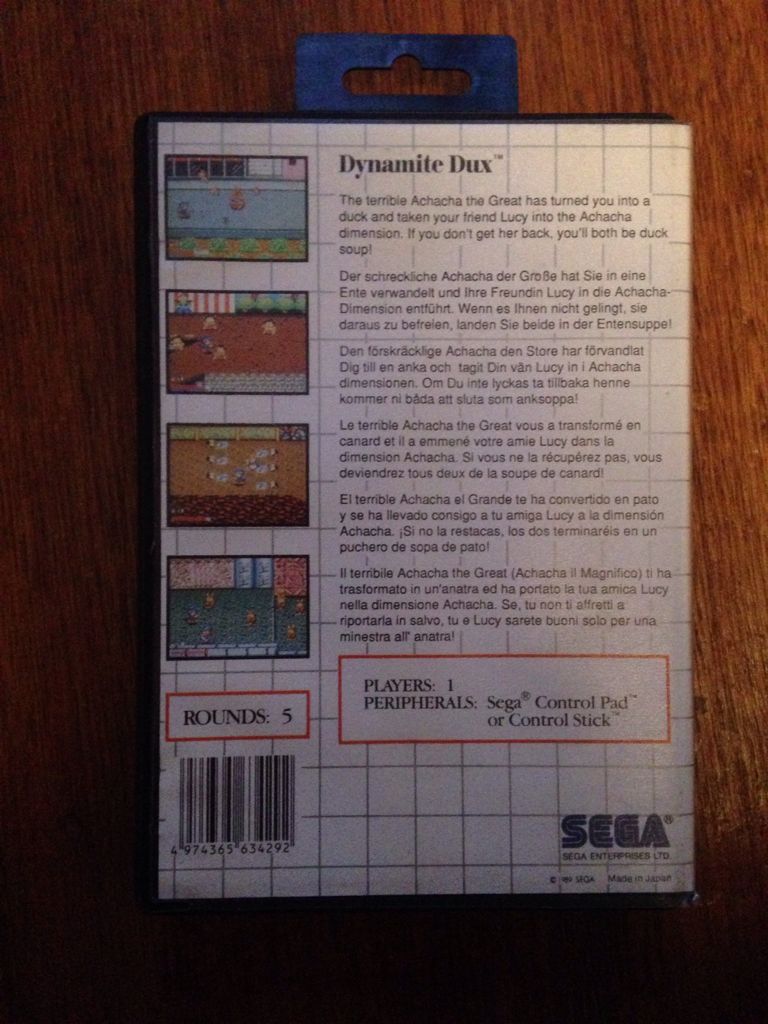 Dynamite Dux™
The terrible Achacha the Great has turned you into a
duck and taken your friend Lucy into the Achacha
dimension. If you don't get her back, you'll both be duck
soup!
Der schreckliche Achacha der Große hat Sie in eine
Ente verwandelt und Ihre Freundin Lucy in die Achacha-
Dimension entführt. Wenn es Ihnen nicht gelingt, sie
daraus zu befreien, landen Sie beide in der Entensuppe!
Den förskräcklige Achacha den Store har förvandlat
Dig till en anka och tagit Din vän Lucy in i Achacha
dimensionen. Om Du inte lyckas ta tillbaka henne
kommer ni båda att sluta som anksoppa!
Le terrible Achacha the Great vous a transformé en
canard et il a emmené votre amie Lucy dans la
dimension Achacha. Si vous ne la récupérez pas, vous
deviendrez tous deux de la soupe de canard!
El terrible Achacha el Grande te ha convertido en pato
y se ha llevado consigo a tu amiga Lucy a la dimensión
Achacha. ¡Si no la restacas, los dos terminaréis en un
puchero de sopa de pato!
Il terribile Achacha the Great (Achacha il Magnifico) ti ha
trasformato in un'anatra ed ha portato la tua amica Lucy
nella dimensione Achacha. Se, tu non ti affretti a
riportarla in salvo, tu e Lucy sarete buoni solo per una
minestra all' anatra!
PLAYERS: 1
PERIPHERALS: Sega® Control Pad™
or Control Stick™
ROUNDS: 5
4 974365 634292
SEGA®
SEGA ENTERPRISES LTD.
© SEGA Made in Japan